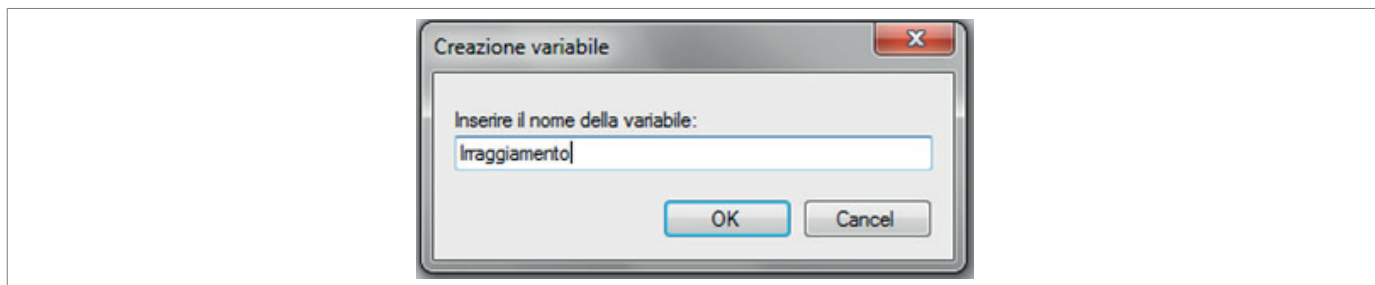 Creazione variabile
Inserire il nome della variabile:
Irraggiamento
OK
Cancel